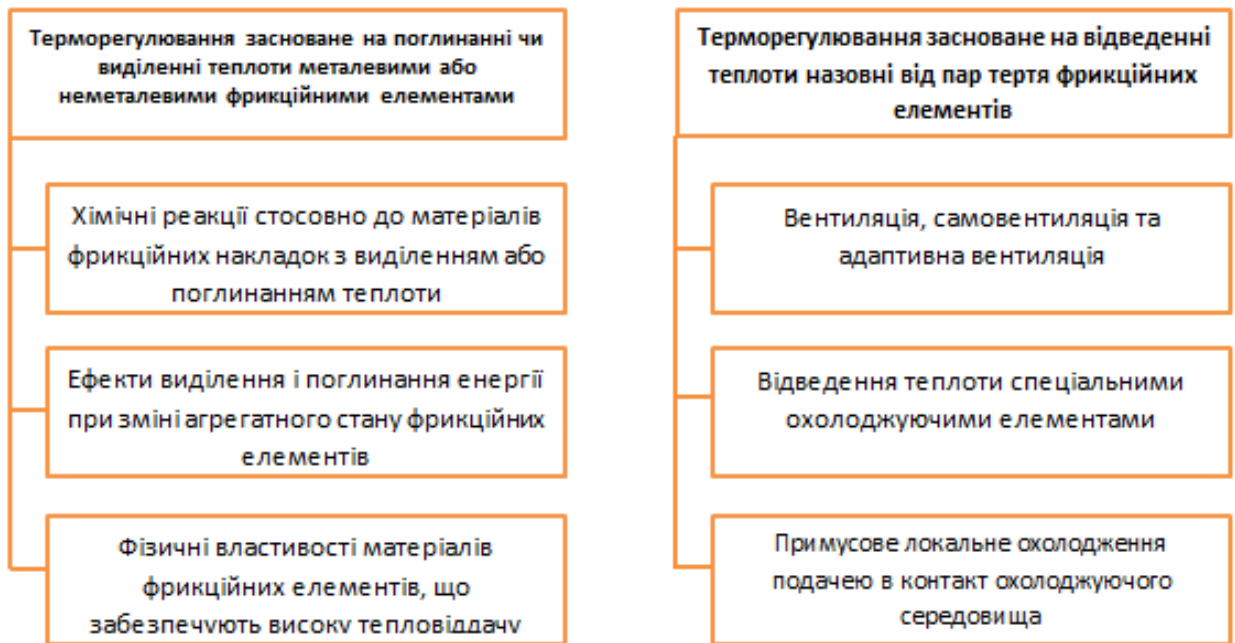 Терморегулювання засноване на поглинанні чи
виділенні теплоти металевими або
неметалевими фрикційними елементами
Хімічні реакції стосовно до матеріалів
фрикційних накладок з виділенням або
поглинанням теплоти
Ефекти виділення і поглинання енергії
при зміні агрегатного стану фрикційних
елементів
Фізичні властивості матеріалів
фрикційних елементів, що
забезпечують високу тепловіддачу
Терморегулювання засноване на відведенні
теплоти назовні від пар тертя фрикційних
елементів
Вентиляція, самовентиляція та
адаптивна вентиляція
Відведення теплоти спеціальними
охолоджуючими елементами
Примусове локальне охолодження
подачею в контакт охолоджуючого
середовища